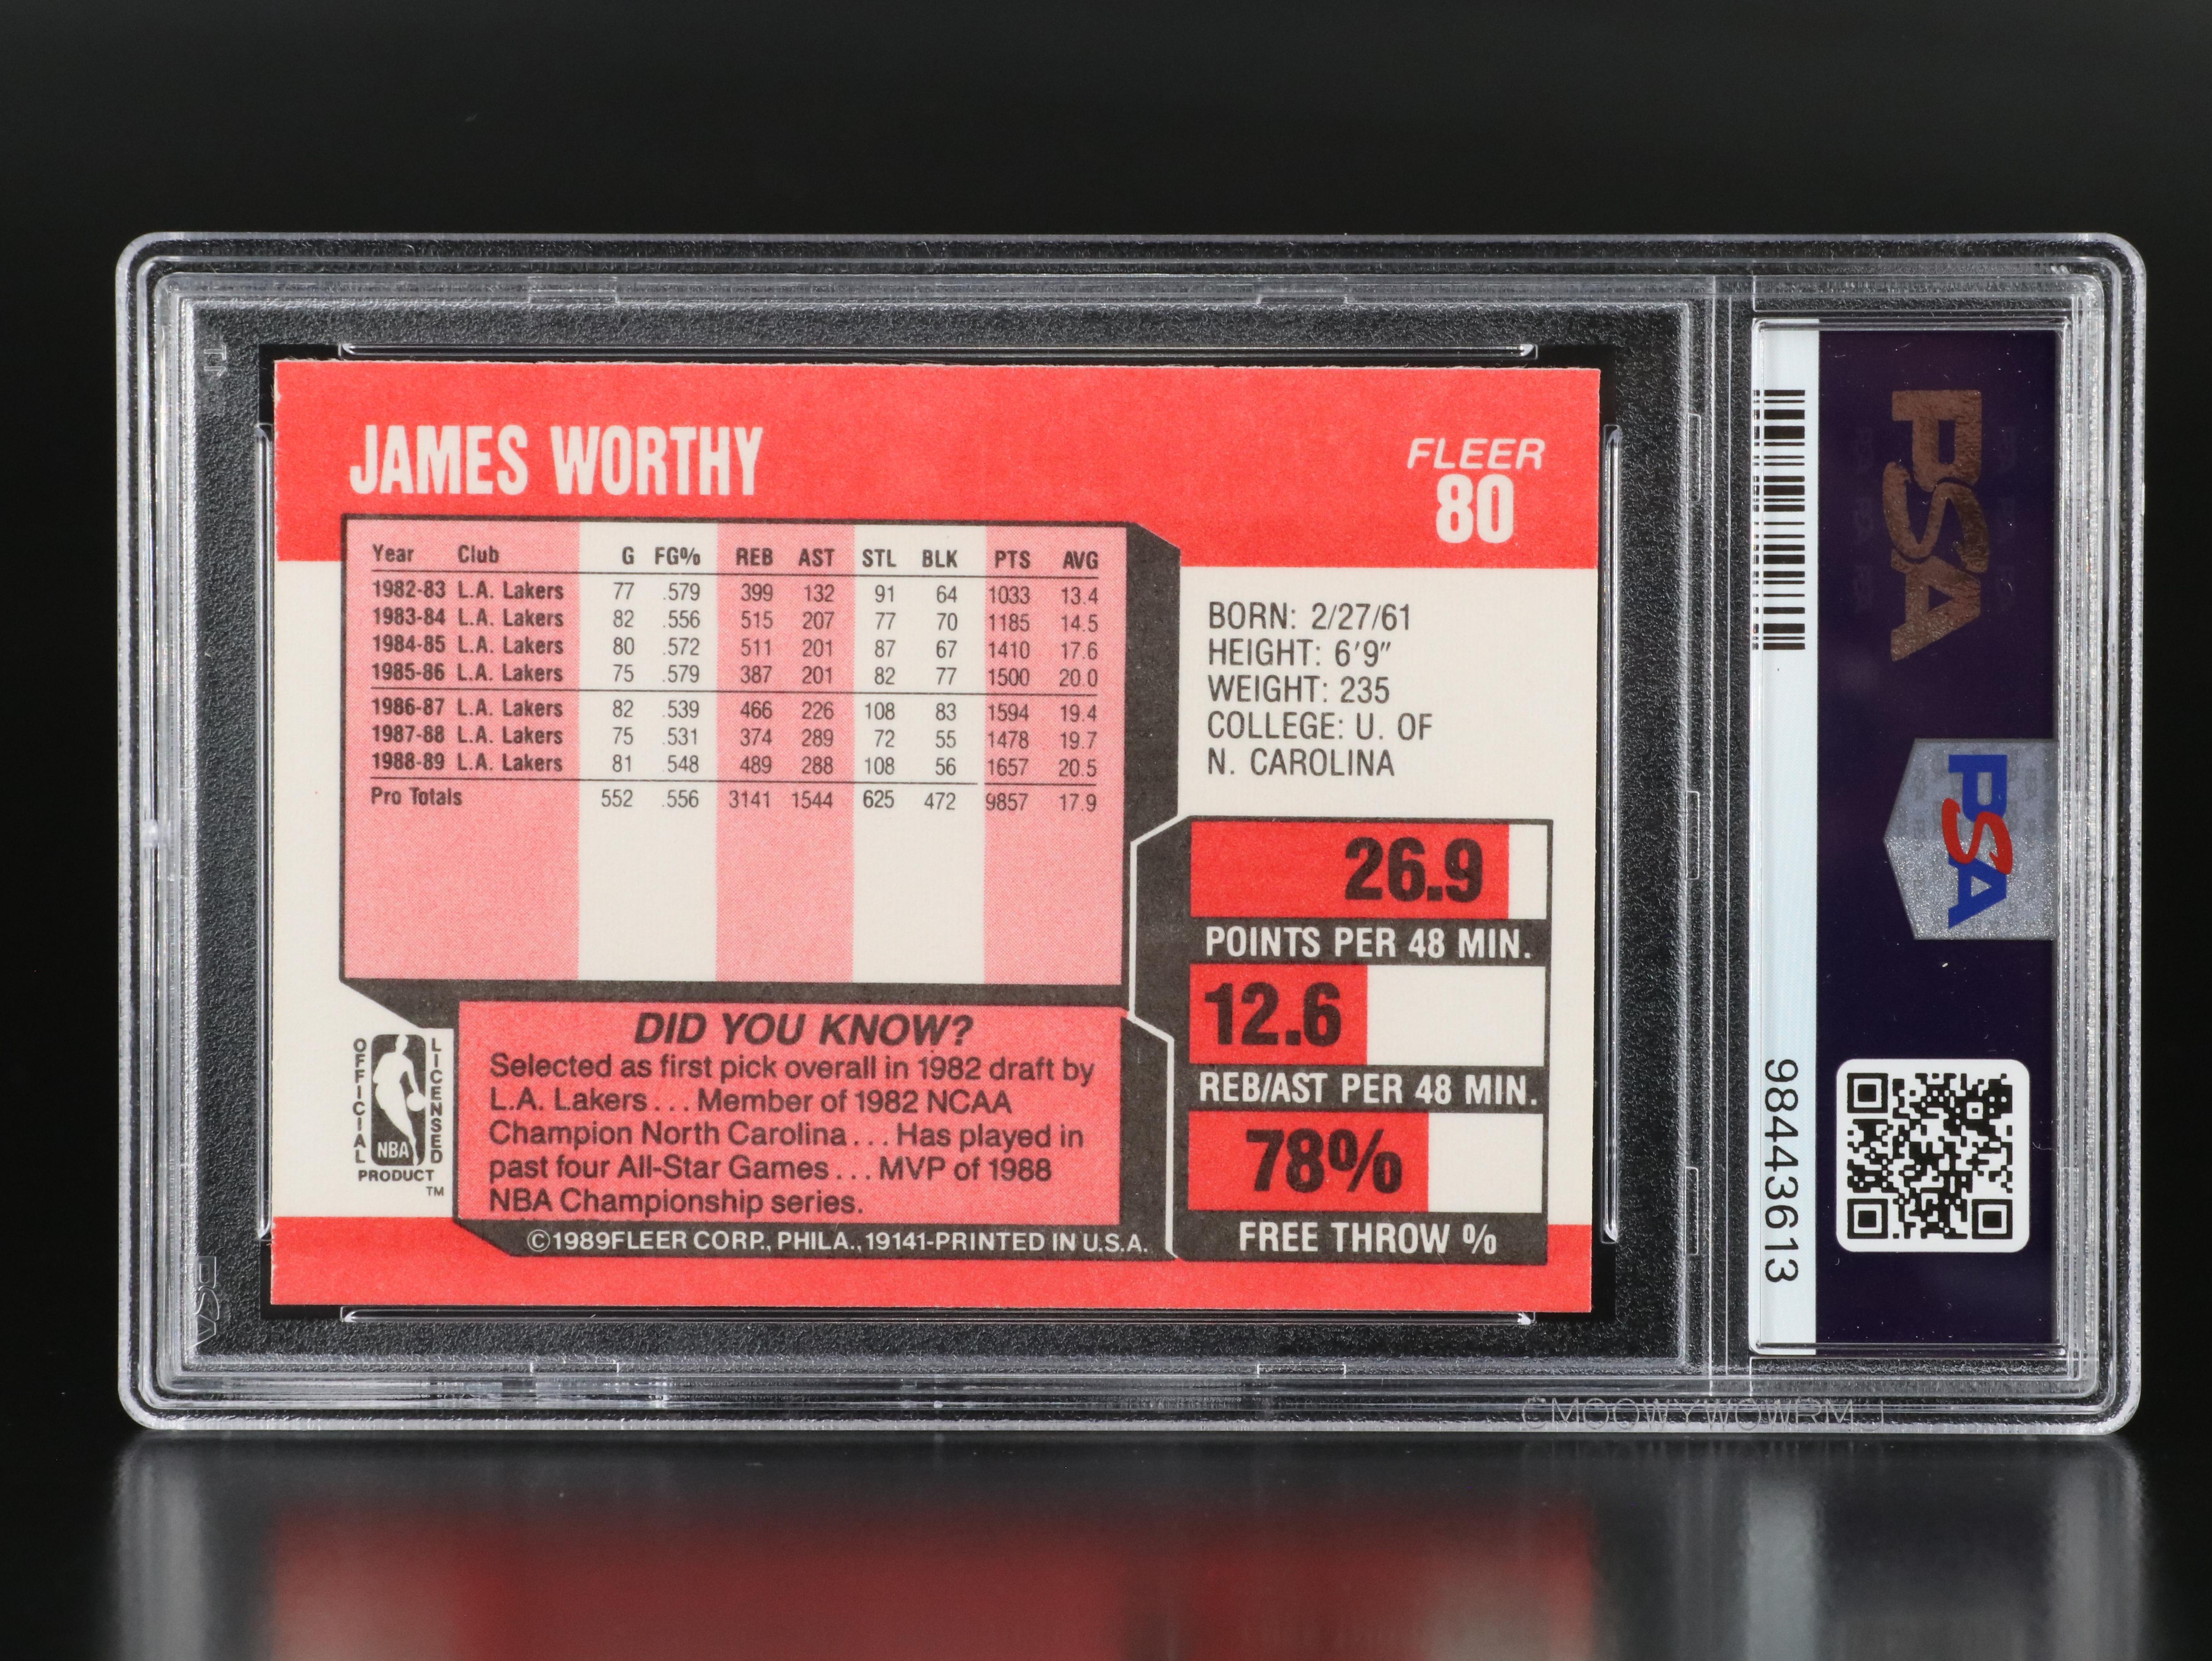 JAMES WORTHY
FLEER
80
Year Club G FG% REB AST STL BLK PTS AVG
1982-83 L.A. Lakers 77 .579 399 132 91 64 1033 13.4
1983-84 L.A. Lakers 82 .556 515 207 77 70 1185 14.5
1984-85 L.A. Lakers 80 .572 511 201 87 67 1410 17.6
1985-86 L.A. Lakers 75 .579 387 201 82 77 1500 20.0
1986-87 L.A. Lakers 82 .539 466 226 108 83 1594 19.4
1987-88 L.A. Lakers 75 .531 374 289 72 55 1478 19.7
1988-89 L.A. Lakers 81 .548 489 288 108 56 1657 20.5
Pro Totals 552 .556 3141 1544 625 472 9857 17.9
BORN: 2/27/61
HEIGHT: 6'9"
WEIGHT: 235
COLLEGE: U. OF
N. CAROLINA
26.9
POINTS PER 48 MIN.
12.6
REB/AST PER 48 MIN.
78%
FREE THROW %
DID YOU KNOW?
Selected as first pick overall in 1982 draft by
L.A. Lakers... Member of 1982 NCAA
Champion North Carolina... Has played in
past four All-Star Games... MVP of 1988
NBA Championship series.
OFFICIAL
LICENSED
NBA
PRODUCT
TM
©1989FLEER CORP., PHILA., 19141-PRINTED IN U.S.A.
PSA
PSA
98443613
PSA